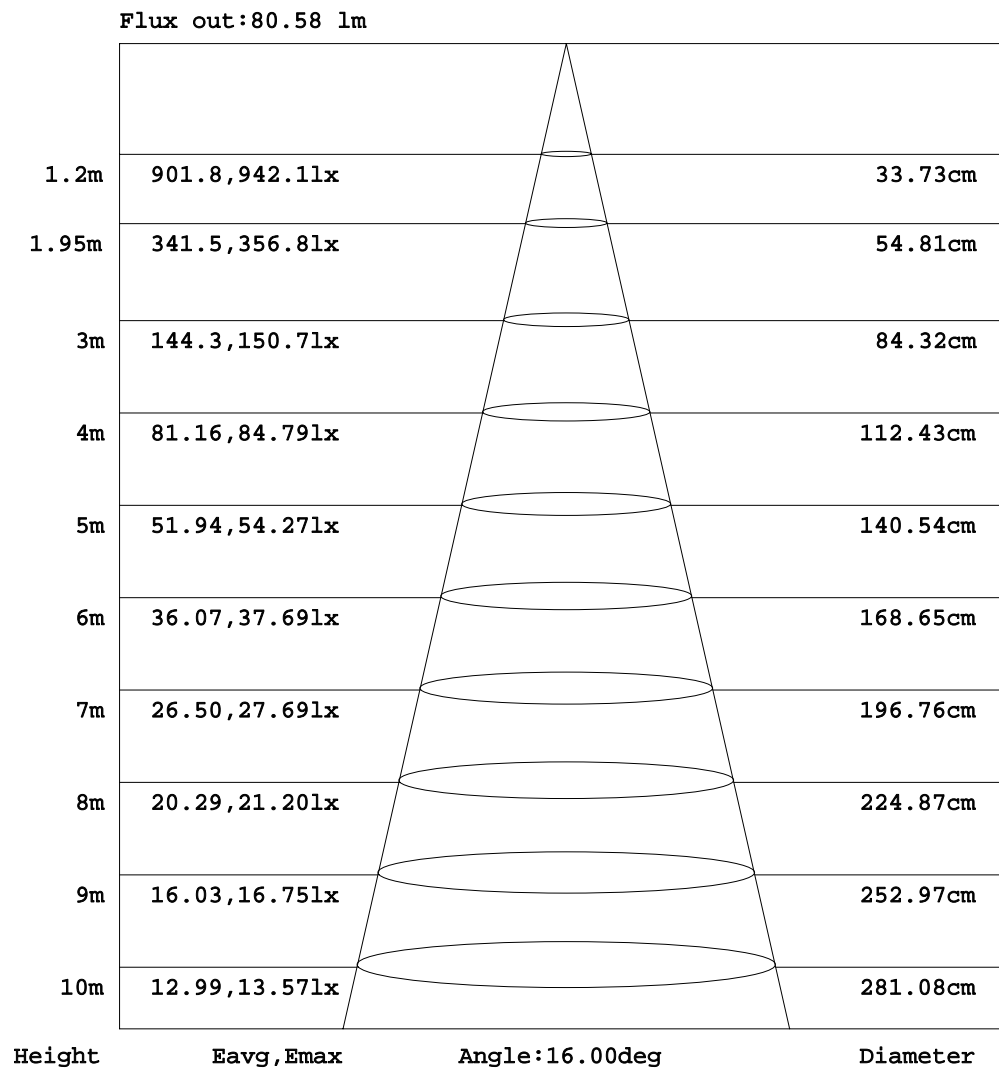 Flux out:80.58 lm
1.2m 901.8,942.1lx 33.73cm
1.95m 341.5,356.8lx 54.81cm
3m 144.3,150.7lx 84.32cm
4m 81.16,84.79lx 112.43cm
5m 51.94,54.27lx 140.54cm
6m 36.07,37.69lx 168.65cm
7m 26.50,27.69lx 196.76cm
8m 20.29,21.20lx 224.87cm
9m 16.03,16.75lx 252.97cm
10m 12.99,13.57lx 281.08cm
Height Eavg,Emax Angle:16.00deg Diameter